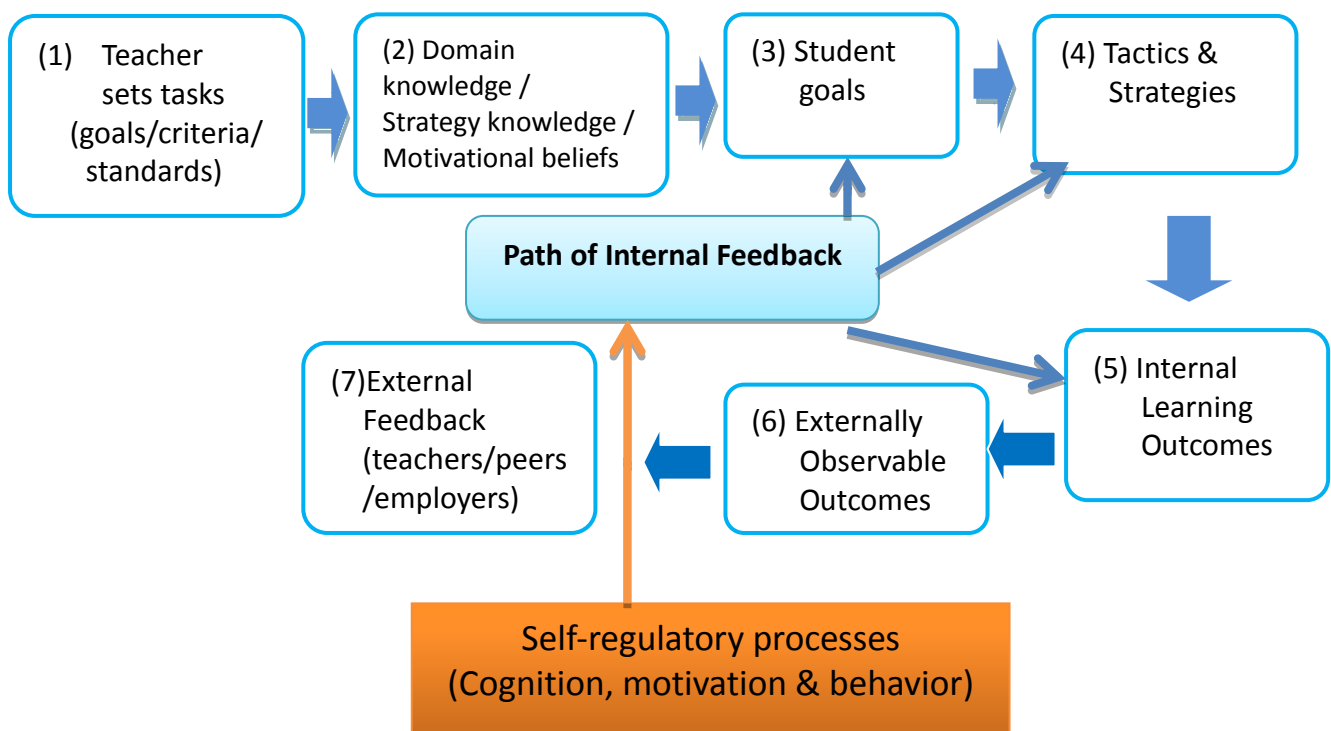 (1) Teacher
sets tasks
(goals/criteria/
standards)
(2) Domain
knowledge /
Strategy knowledge /
Motivational beliefs
(3) Student
goals
(4) Tactics &
Strategies
Path of Internal Feedback
(5) Internal
Learning
Outcomes
(6) Externally
Observable
Outcomes
(7)External
Feedback
(teachers/peers
/employers)
Self-regulatory processes
(Cognition, motivation & behavior)